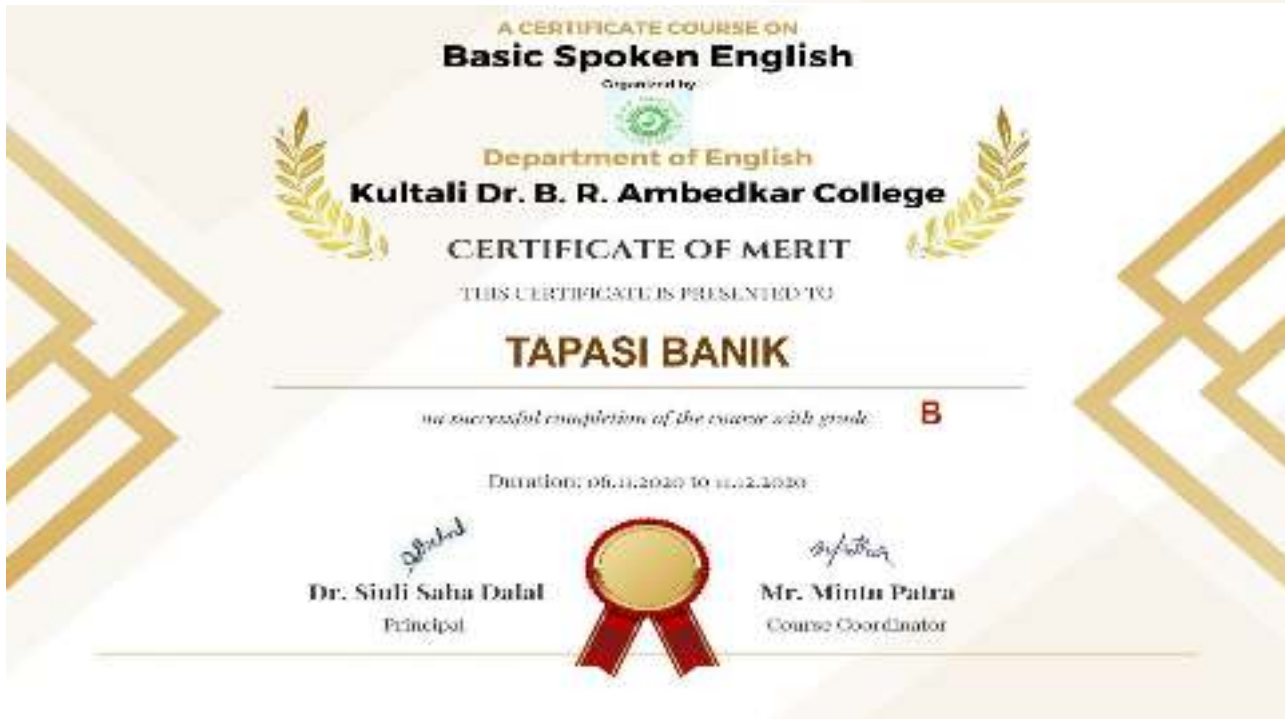 A CERTIFICATE COURSE ON
Basic Spoken English
Organized by
Department of English
Kultali Dr. B. R. Ambedkar College
CERTIFICATE OF MERIT
THIS CERTIFICATE IS PRESENTED TO
TAPASI BANIK
on successful completion of the course with grade B
Duration: 06.11.2020 to 11.12.2020
Dr. Siuli Saha Dalal
Mr. Mintu Patra
Principal
Course Coordinator